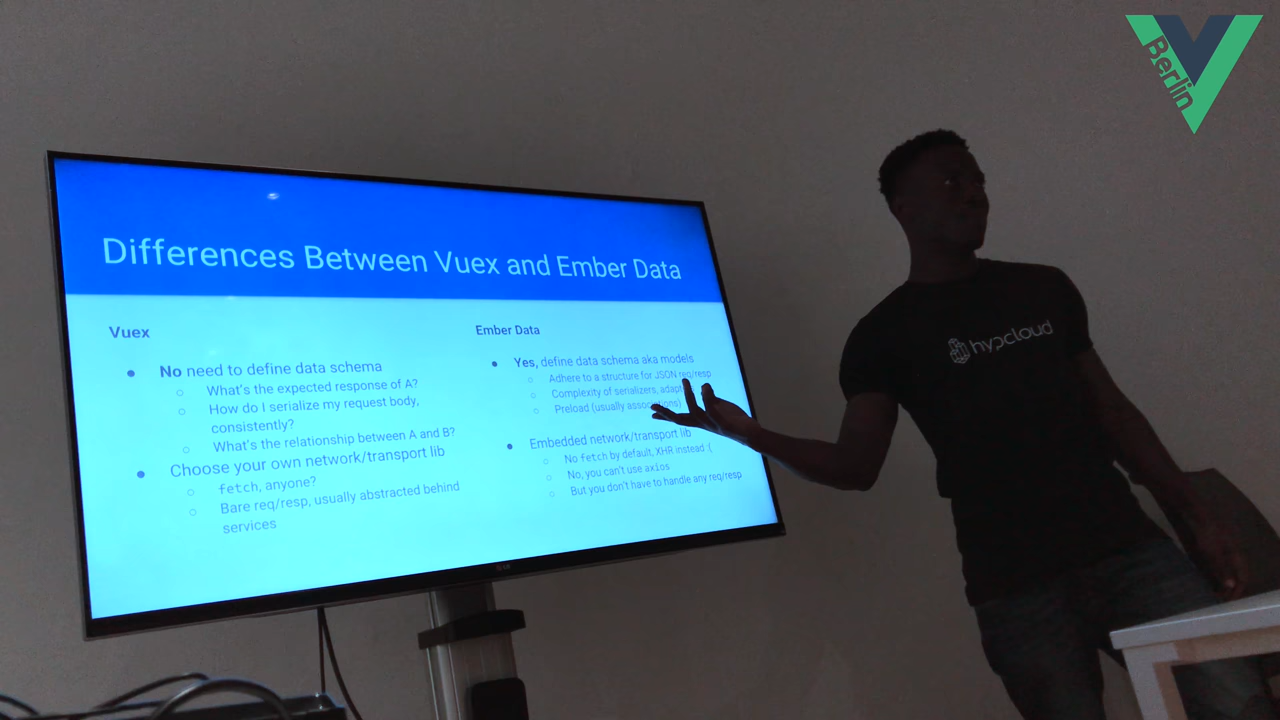 Berlin
Differences Between Vuex and Ember Data
Vuex
No need to define data schema
What's the expected response of A?
How do I serialize my request body,
consistently?
What's the relationship between A and B?
Choose your own network/transport lib
fetch, anyone?
Bare req/resp, usually abstracted behind
services
Ember Data
Yes, define data schema aka models
Adhere to a structure for JSON req/resp
Complexity of serializers,
Preload (usually
Embedded network/transport lib
No fetch by default, XHR instead :(
No, you can't use axios
But you don't have to handle any req/resp
hypcloud